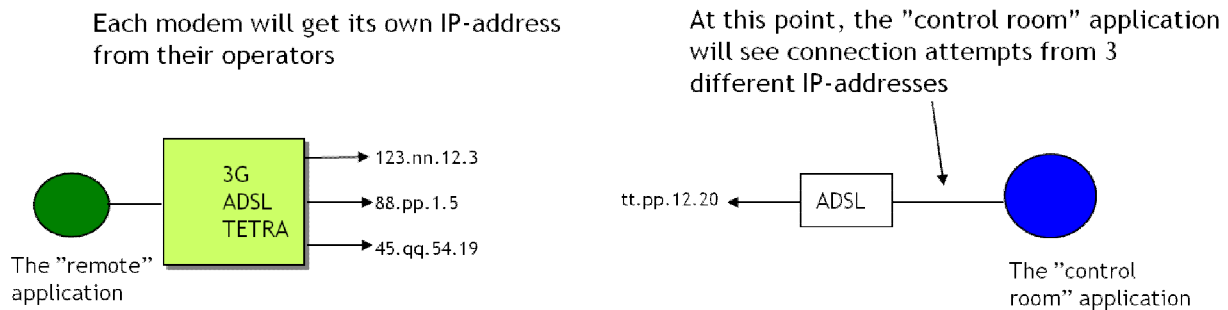 Each modem will get its own IP-address
from their operators
At this point, the ”control room” application
will see connection attempts from 3
different IP-addresses
3G
ADSL
TETRA
123.nn.12.3
88.pp.1.5
45.qq.54.19
The ”remote”
application
tt.pp.12.20
ADSL
The ”control
room” application